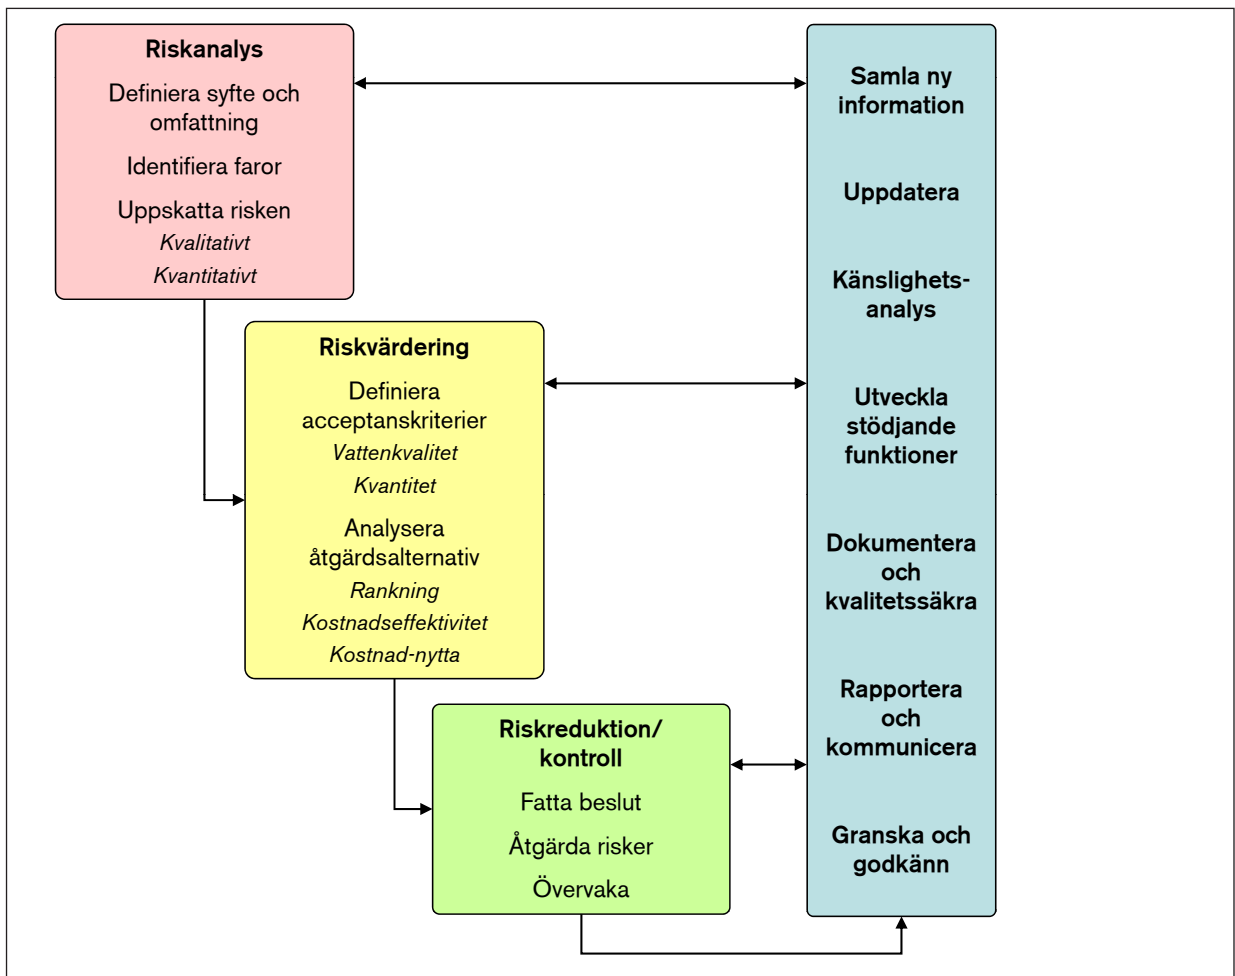 Riskanalys
Definiera syfte och
omfattning
Identifiera faror
Uppskatta risken
Kvalitativt
Kvantitativt
Riskvärdering
Definiera
acceptanskriterier
Vattenkvalitet
Kvantitet
Analysera
åtgärdsalternativ
Rankning
Kostnadseffektivitet
Kostnad-nytta
Riskreduktion/
kontroll
Fatta beslut
Åtgärda risker
Övervaka
Samla ny
information
Uppdatera
Känslighets-
analys
Utveckla
stödjande
funktioner
Dokumentera
och
kvalitetssäkra
Rapportera
och
kommunicera
Granska och
godkänn